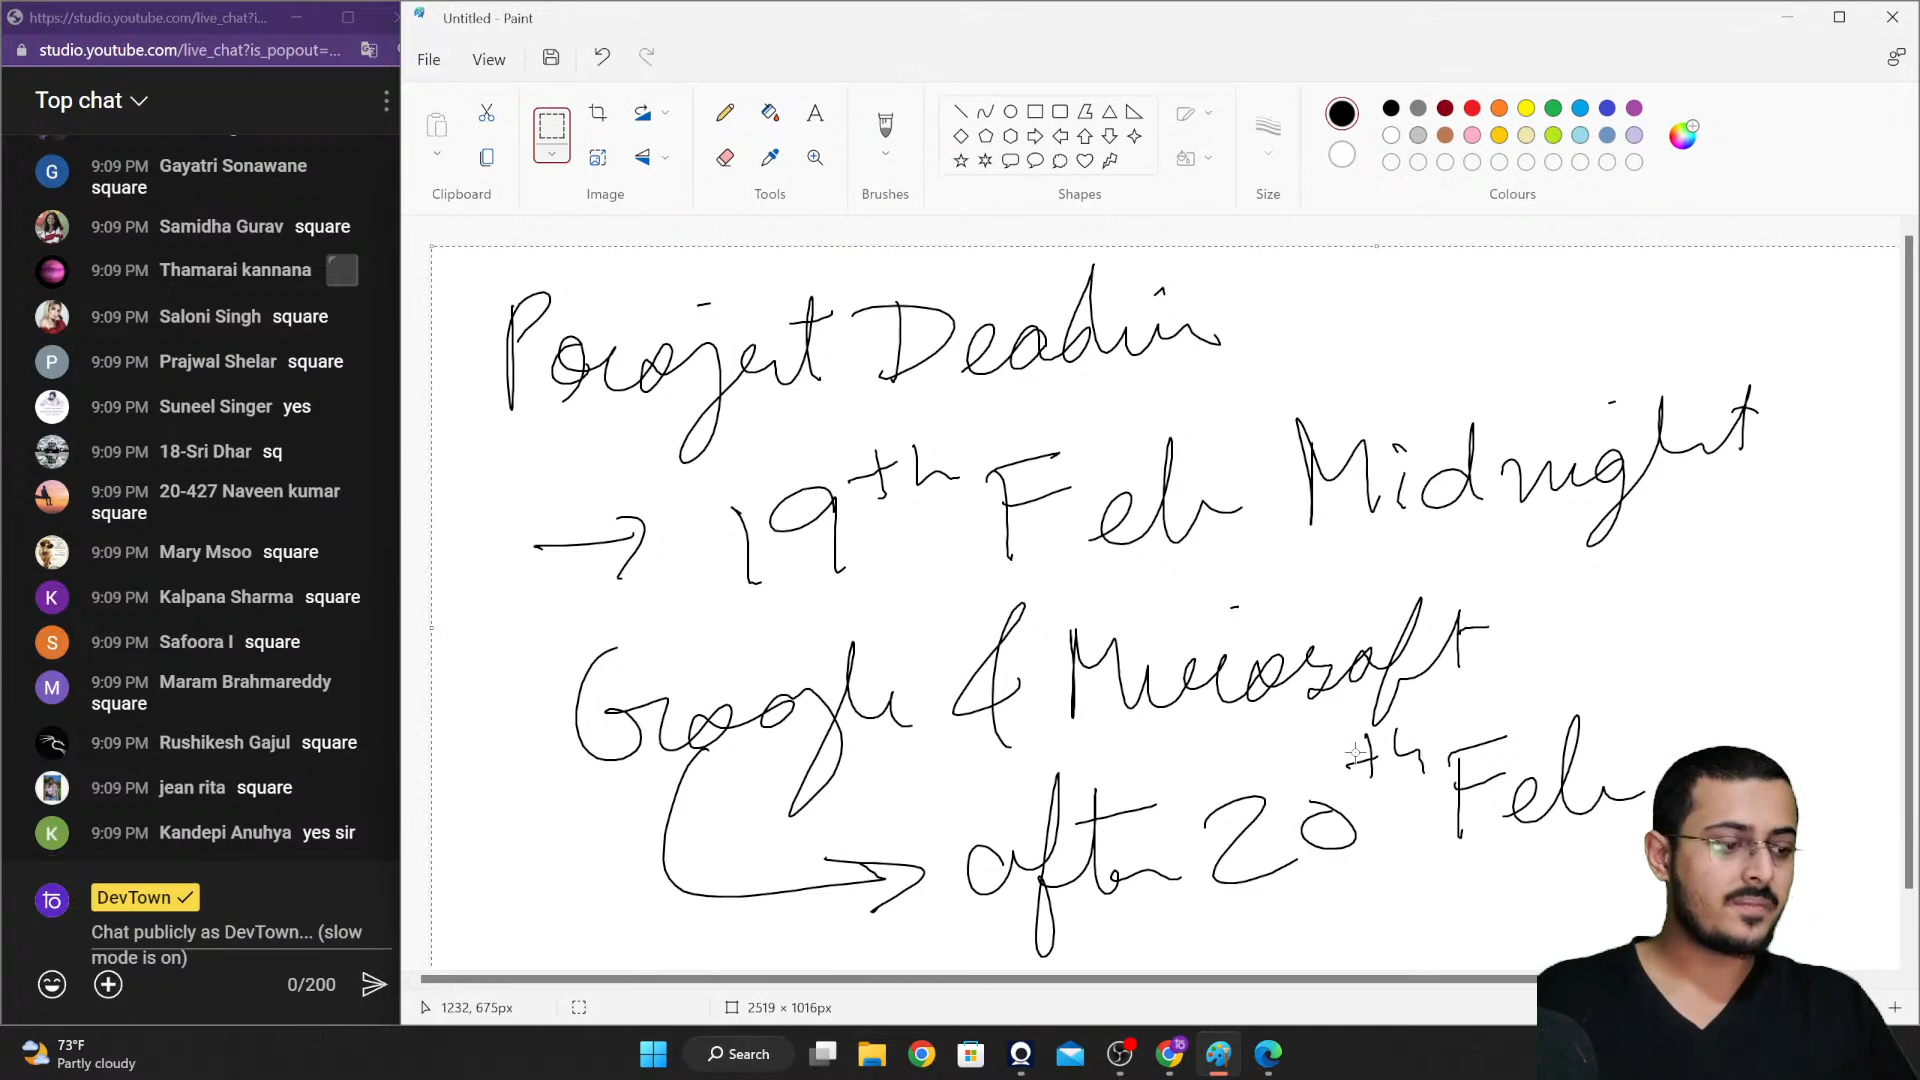 https://studio.youtube.com/live_chat?i...
studio.youtube.com/live_chat?is_popout=...
Top chat
9:09 PM Gayatri Sonawane
square
9:09 PM Samidha Gurav square
9:09 PM Thamarai kannana
9:09 PM Saloni Singh square
P 9:09 PM Prajwal Shelar square
9:09 PM Suneel Singer yes
9:09 PM 18-Sri Dhar sq
9:09 PM 20-427 Naveen kumar
square
9:09 PM Mary Msoo square
K 9:09 PM Kalpana Sharma square
S 9:09 PM Safoora I square
M 9:09 PM Maram Brahmareddy
square
9:09 PM Rushikesh Gajul square
9:09 PM jean rita square
K 9:09 PM Kandepi Anuhya yes sir
DevTown
Chat publicly as DevTown... (slow
mode is on)
0/200
Untitled - Paint
File View
Clipboard Image Tools Brushes Shapes Size Colours
Project Deadlin
→ 19th Feb Midnight
Google & Microsoft
after 20th Feb
1232, 675px 2519 × 1016px
73°F
Partly cloudy
Search